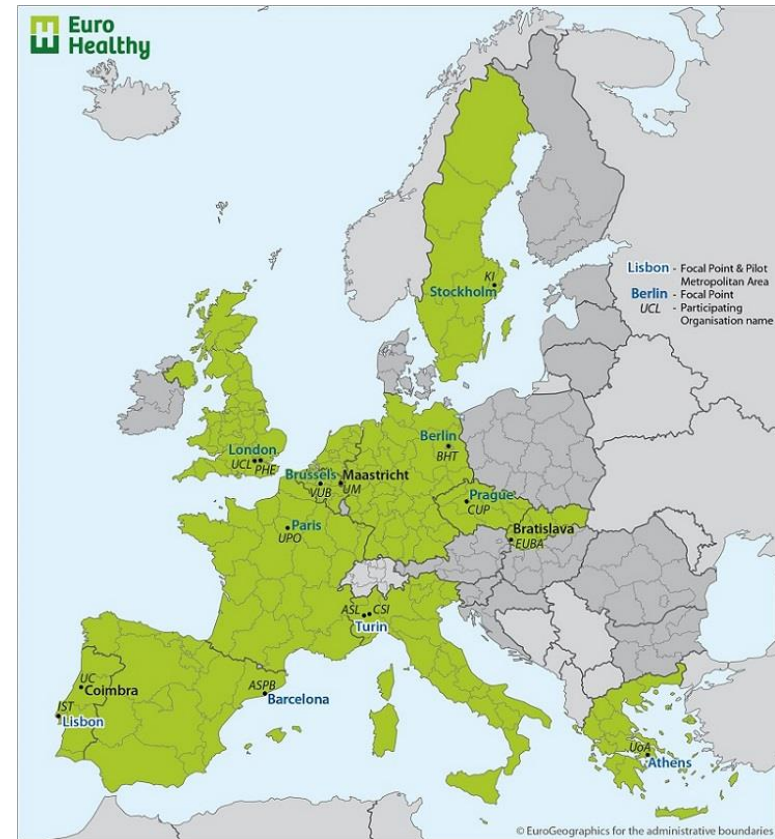 Euro
Healthy
Lisbon - Focal Point & Pilot
Metropolitan Area
Berlin - Focal Point
UCL - Participating
Organisation name
KI
Stockholm
London
UCL PHE
Berlin
BHT
Brussels Maastricht
VUB UM
Prague
CUP
Paris
UPO
Bratislava
EUBA
ASL CSI
Turin
UC
Coimbra
ASPB
Barcelona
IST
Lisbon
UoA
Athens
© EuroGeographics for the administrative boundaries